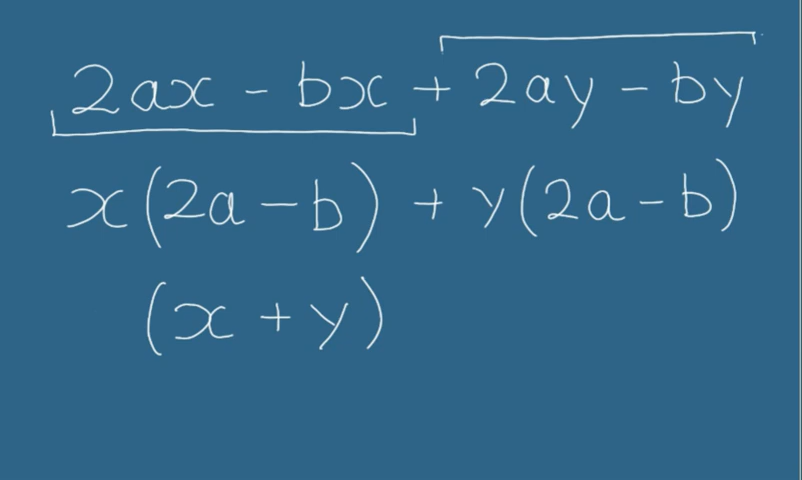 2ax - bx + 2ay - by
x(2a - b) + y(2a - b)
(x + y)